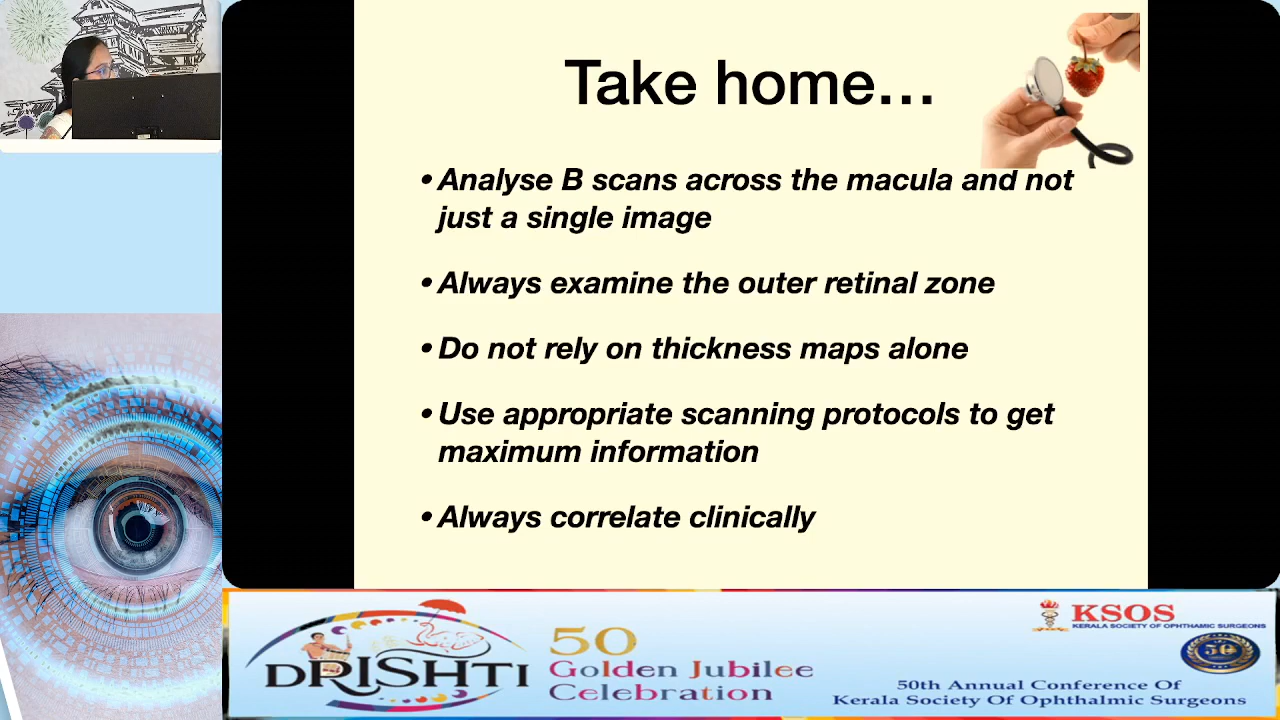 Take home...
• Analyse B scans across the macula and not
just a single image
• Always examine the outer retinal zone
• Do not rely on thickness maps alone
• Use appropriate scanning protocols to get
maximum information
• Always correlate clinically
DRISHTI
50
Golden Jubilee
Celebration
KSOS
KERALA SOCIETY OF OPHTHAMIC SURGEONS
50
50th Annual Conference Of
Kerala Society Of Ophthalmic Surgeons